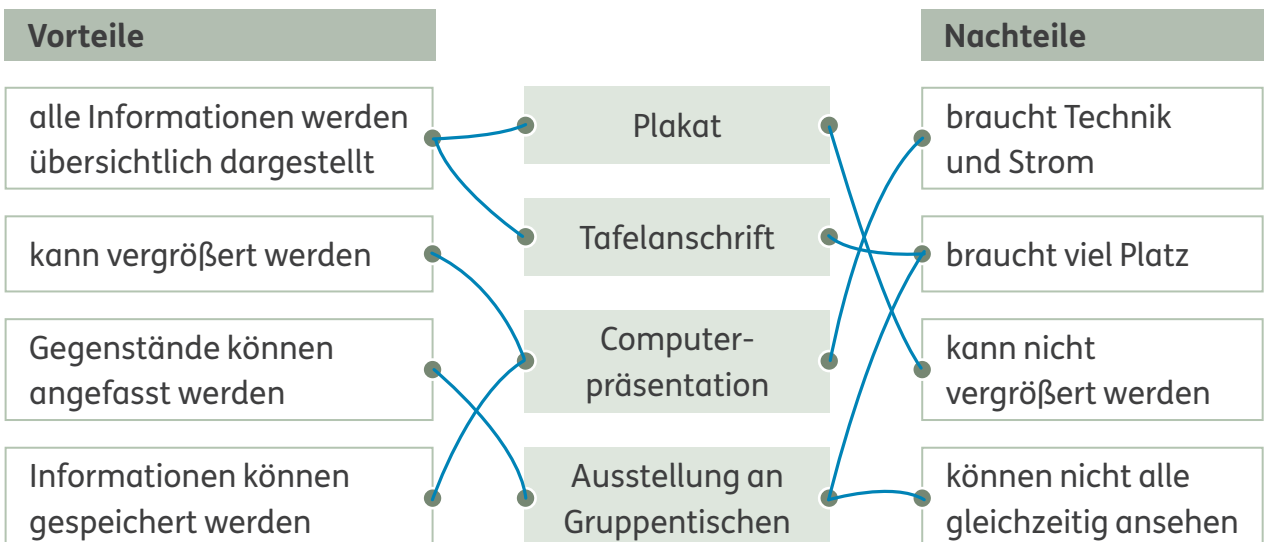 Vorteile
Nachteile
alle Informationen werden
übersichtlich dargestellt
kann vergrößert werden
Gegenstände können
angefasst werden
Informationen können
gespeichert werden
Plakat
Tafelanschrift
Computer-
präsentation
Ausstellung an
Gruppentischen
braucht Technik
und Strom
braucht viel Platz
kann nicht
vergrößert werden
können nicht alle
gleichzeitig ansehen